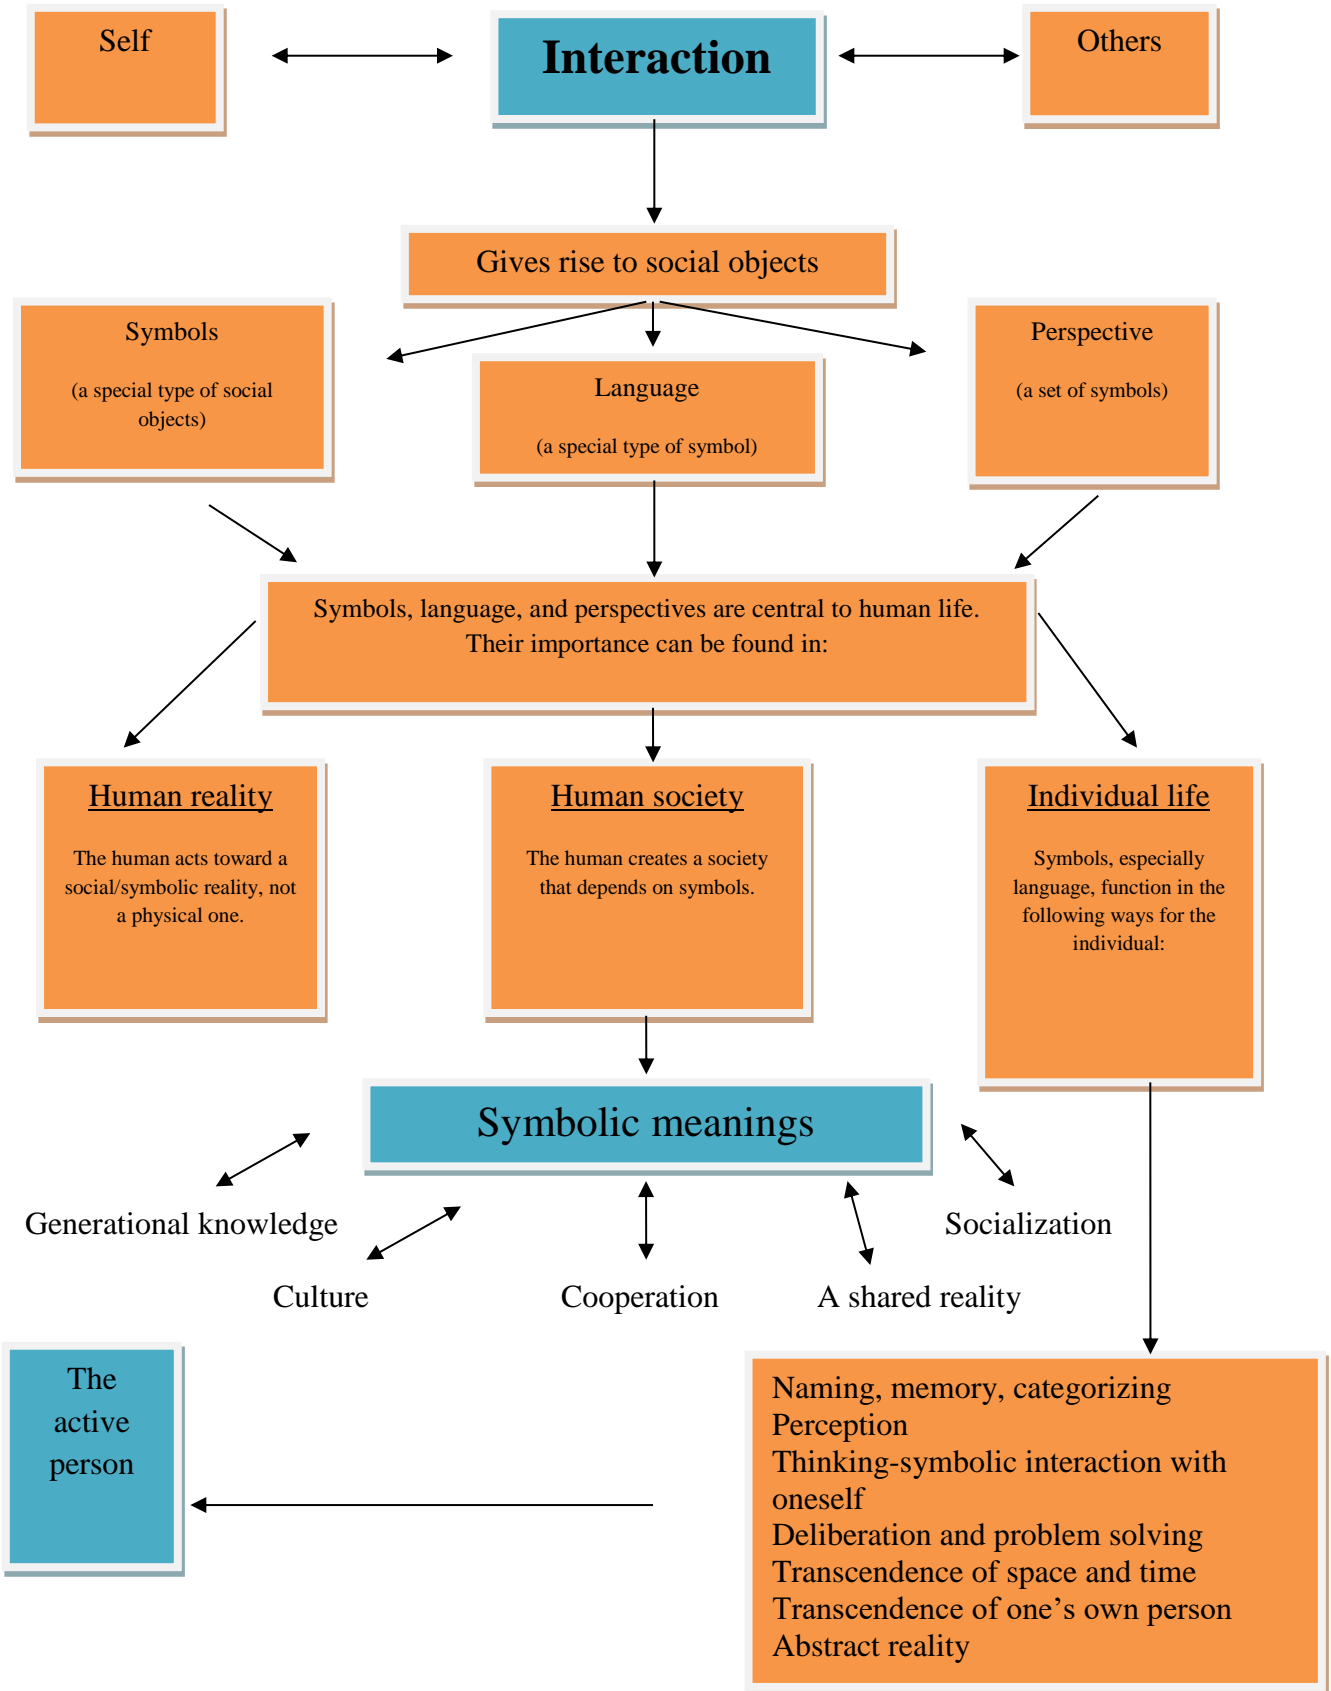 Self
Interaction
Others
Gives rise to social objects
Symbols
(a special type of social
objects)
Language
(a special type of symbol)
Perspective
(a set of symbols)
Symbols, language, and perspectives are central to human life.
Their importance can be found in:
Human reality
The human acts toward a
social/symbolic reality, not
a physical one.
Human society
The human creates a society
that depends on symbols.
Individual life
Symbols, especially
language, function in the
following ways for the
individual:
Symbolic meanings
Generational knowledge
Culture
Cooperation
A shared reality
Socialization
The
active
person
Naming, memory, categorizing
Perception
Thinking-symbolic interaction with
oneself
Deliberation and problem solving
Transcendence of space and time
Transcendence of one’s own person
Abstract reality